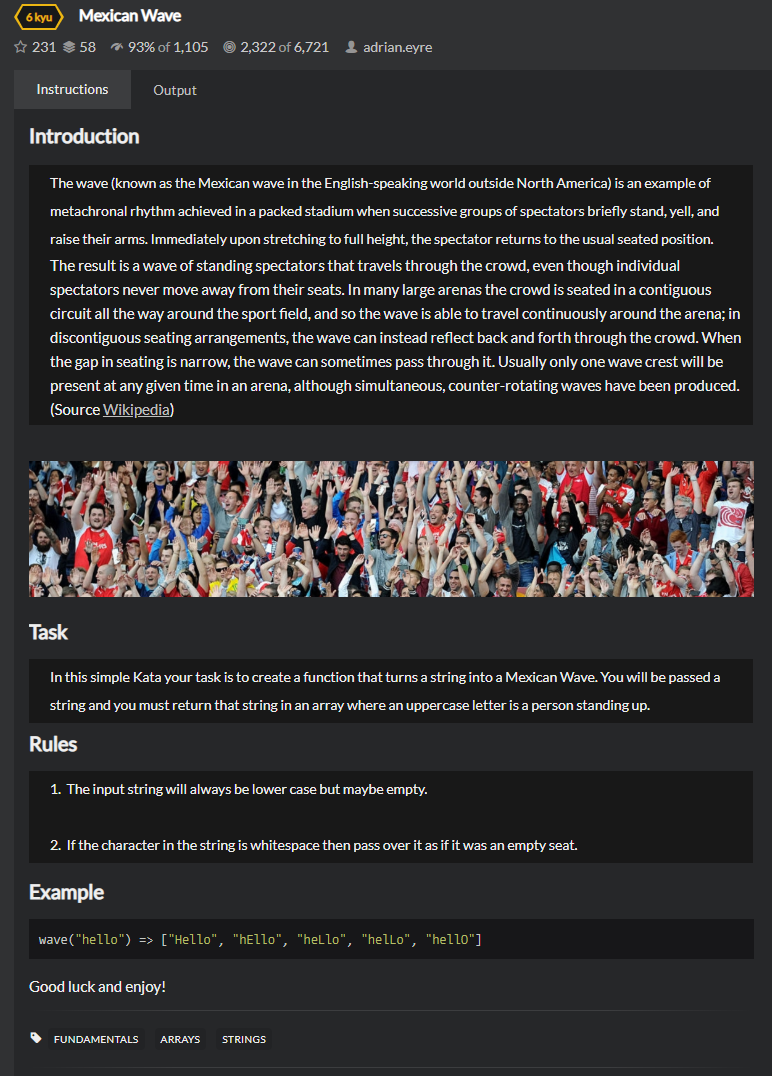 6 kyu Mexican Wave
231 58 93% of 1,105 2,322 of 6,721 adrian.eyre
Instructions Output
Introduction
The wave (known as the Mexican wave in the English-speaking world outside North America) is an example of
metachronal rhythm achieved in a packed stadium when successive groups of spectators briefly stand, yell, and
raise their arms. Immediately upon stretching to full height, the spectator returns to the usual seated position.
The result is a wave of standing spectators that travels through the crowd, even though individual
spectators never move away from their seats. In many large arenas the crowd is seated in a contiguous
circuit all the way around the sport field, and so the wave is able to travel continuously around the arena; in
discontiguous seating arrangements, the wave can instead reflect back and forth through the crowd. When
the gap in seating is narrow, the wave can sometimes pass through it. Usually only one wave crest will be
present at any given time in an arena, although simultaneous, counter-rotating waves have been produced.
(Source Wikipedia)
Task
In this simple Kata your task is to create a function that turns a string into a Mexican Wave. You will be passed a
string and you must return that string in an array where an uppercase letter is a person standing up.
Rules
1. The input string will always be lower case but maybe empty.
2. If the character in the string is whitespace then pass over it as if it was an empty seat.
Example
wave("hello") => ["Hello", "hEllo", "heLlo", "helLo", "hellO"]
Good luck and enjoy!
FUNDAMENTALS ARRAYS STRINGS